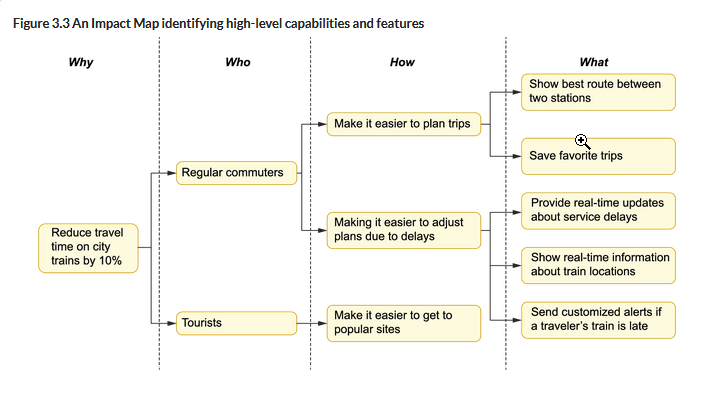 Figure 3.3 An Impact Map identifying high-level capabilities and features
Why
Who
How
What
Reduce travel
time on city
trains by 10%
Regular commuters
Tourists
Make it easier to plan trips
Making it easier to adjust
plans due to delays
Make it easier to get to
popular sites
Show best route between
two stations
Save favorite trips
Provide real-time updates
about service delays
Show real-time information
about train locations
Send customized alerts if
a traveler's train is late